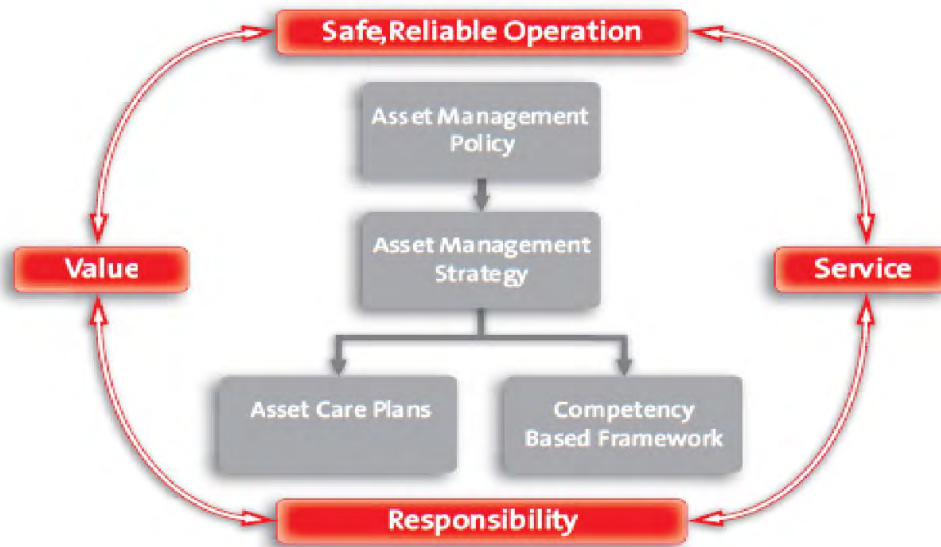 Safe,Reliable Operation
Asset Management
Policy
Asset Management
Strategy
Value
Service
Asset Care Plans
Competency
Based Framework
Responsibility